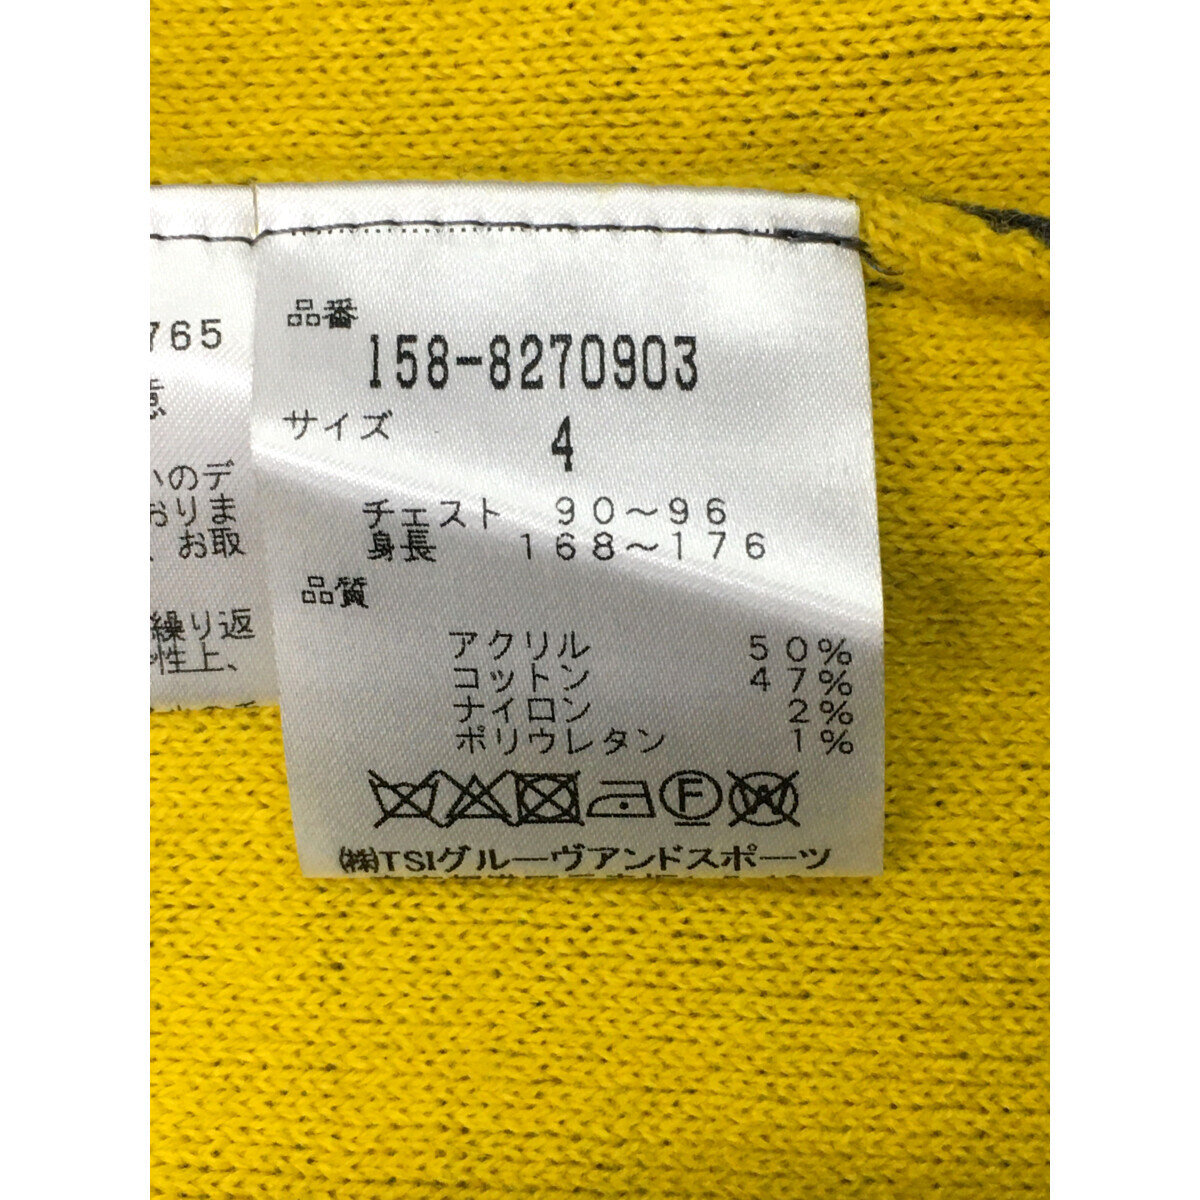 765
意
いのデ
おりま
、お取
繰り返
性上、
品番
158-8270903
サイズ
4
チェスト 90~96
身長 168~176
品質
アクリル 50%
コットン 47%
ナイロン 2%
ポリウレタン 1%
F
W
㈱TSIグルーヴアンドスポーツ